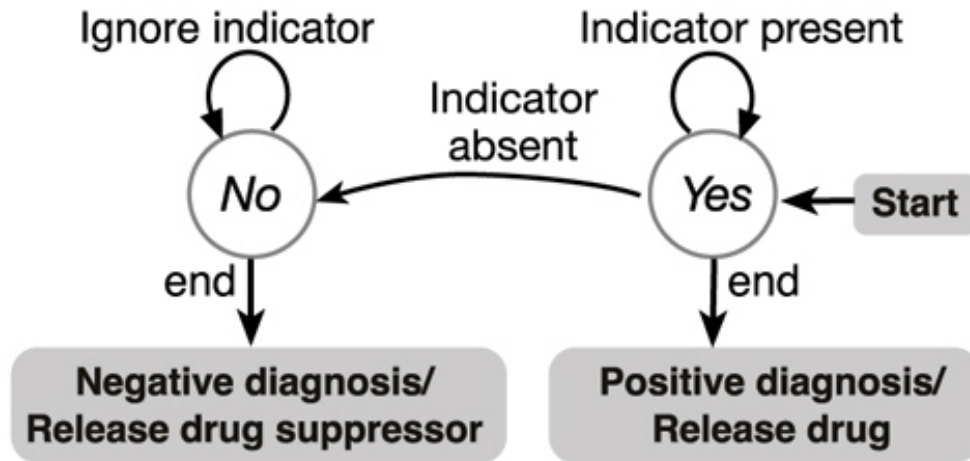 Ignore indicator
Indicator present
Indicator
absent
No
Yes
Start
end
end
Negative diagnosis/
Release drug suppressor
Positive diagnosis/
Release drug